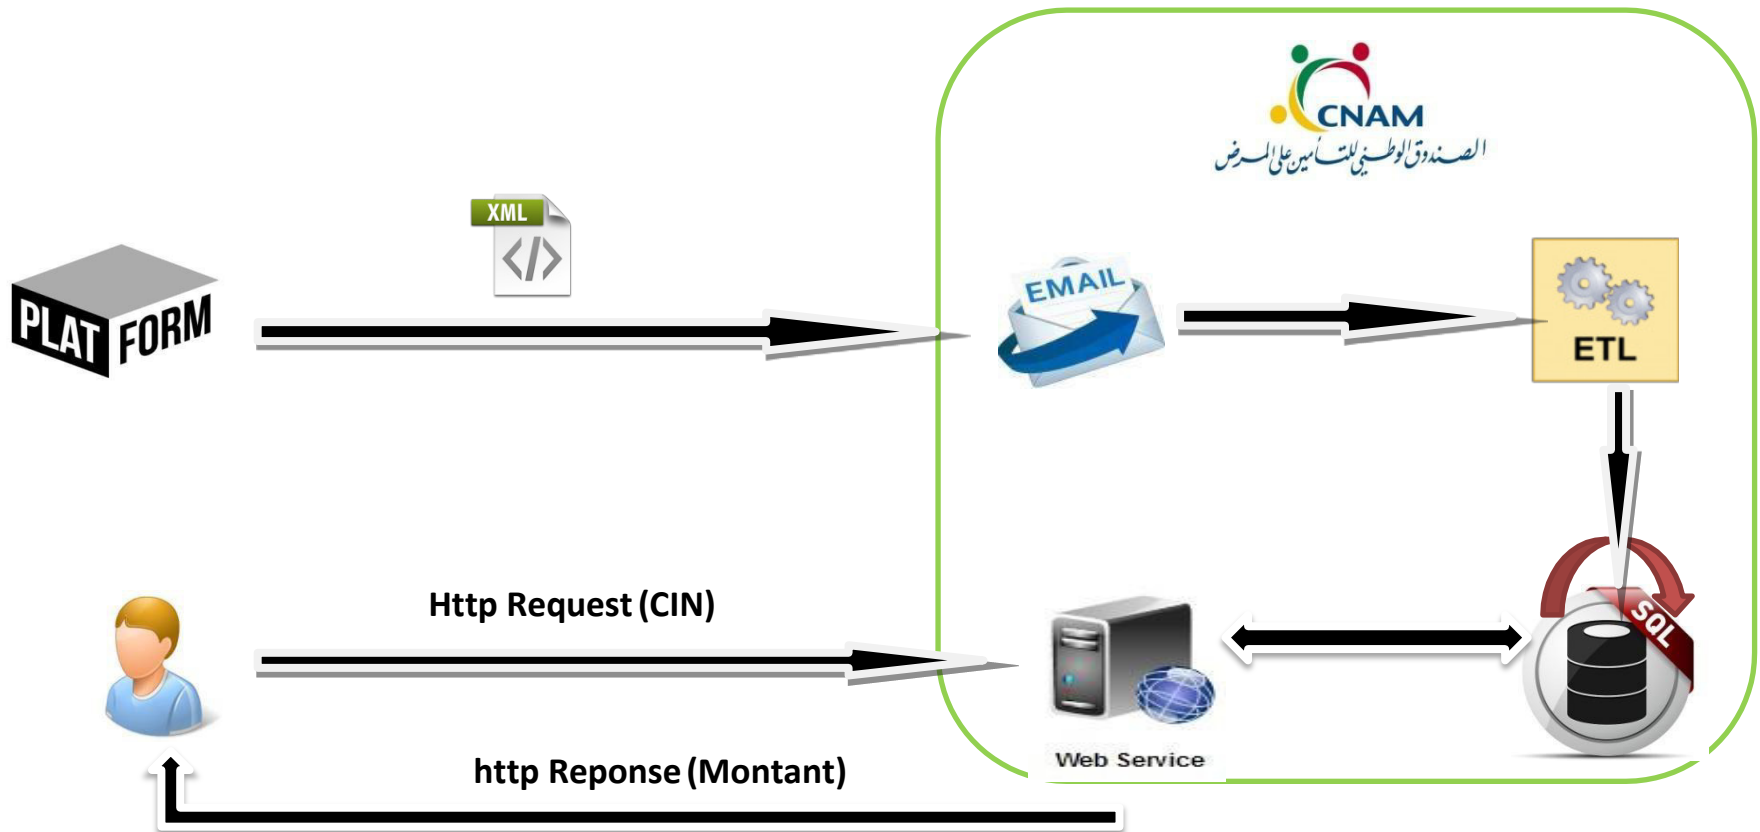 CNAM
الصندوق الوطني للتأمين على المرض
XML
</>
PLAT FORM
EMAIL
ETL
Http Request (CIN)
SQL
Web Service
http Reponse (Montant)